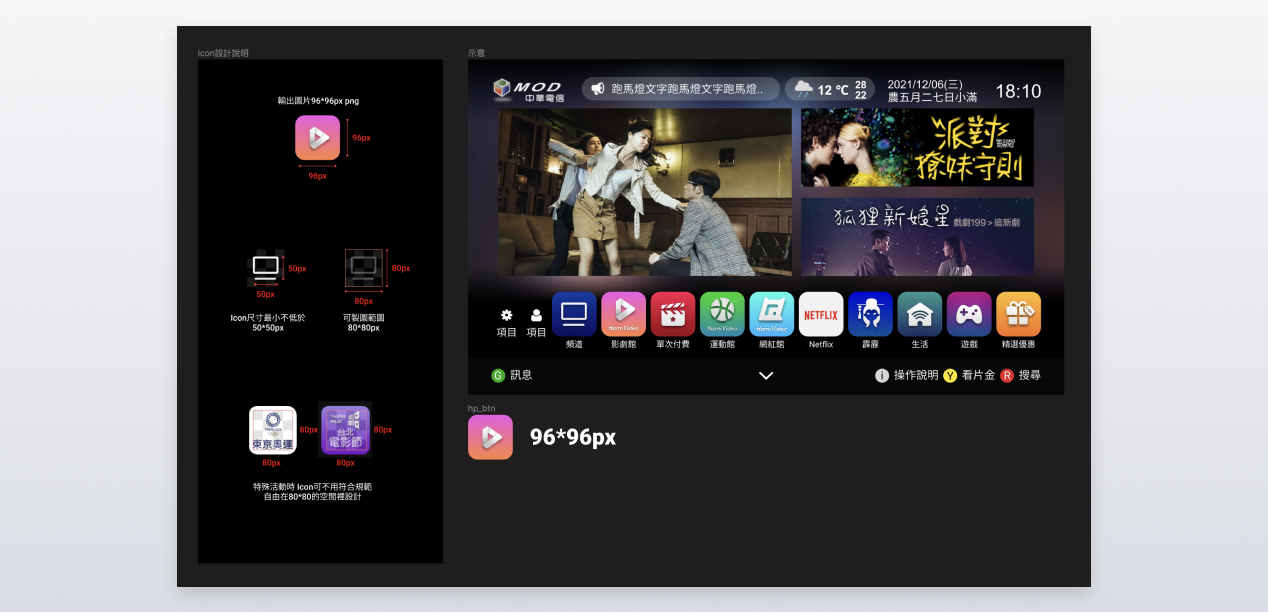 icon設計說明
輸出圖片96*96px png
96px
96px
50px
50px
80px
80px
Icon尺寸最小不低於
50*50px
可製圖範圍
80*80px
東京奧運
80px
80px
TAIPEI
FILM
台北
電影節
80px
80px
特殊活動時 Icon可不用符合規範
自由在80*80的空間裡設計
示意
MOD
中華電信
跑馬燈文字跑馬燈文字跑馬燈..
12 ℃
28
22
2021/12/06(三)
農五月二七日小滿
18:10
派對
撩妹守則
狐狸新娘星
戲劇199>追新劇
項目
項目
頻道
HamiVideo
影劇館
單次付費
HamiVideo
運動館
HamiVideo
網紅館
NETFLIX
Netflix
霹靂
生活
遊戲
精選優惠
G 訊息
i 操作說明
Y 看片金
R 搜尋
hp_btn
96*96px